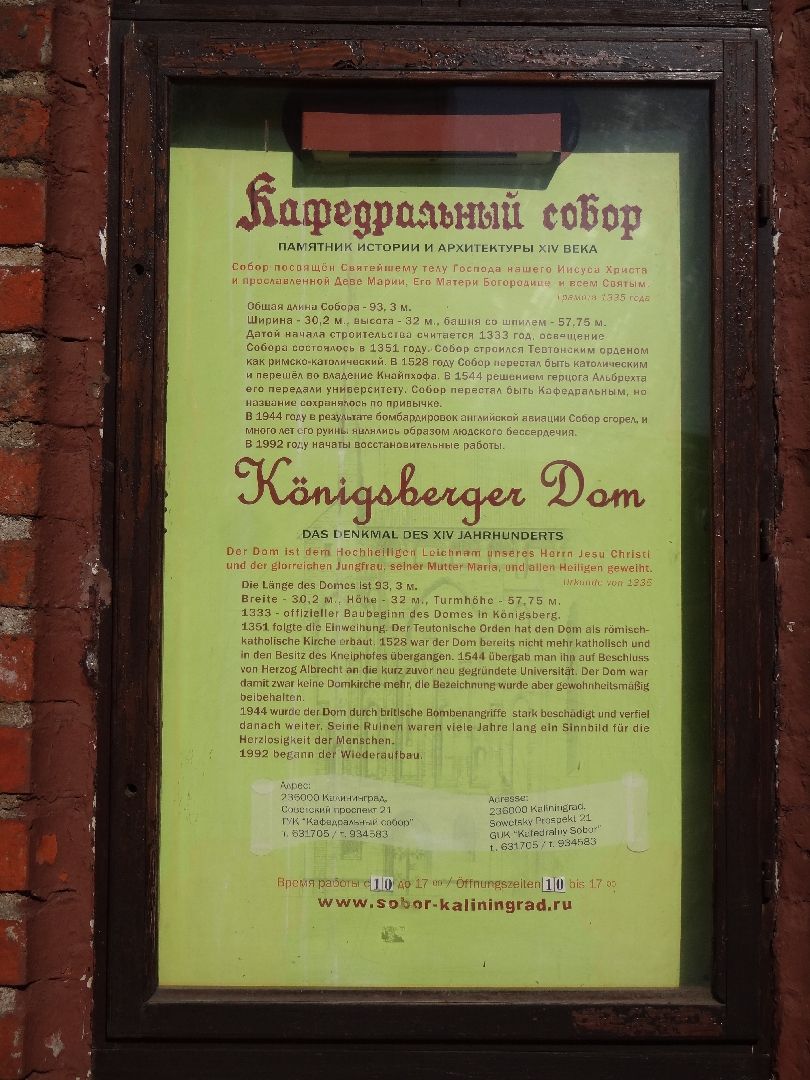 Кафедральный собор
ПАМЯТНИК ИСТОРИИ И АРХИТЕКТУРЫ XIV ВЕКА
Собор посвящён Святейшему телу Господа нашего Иисуса Христа
и прославленной Деве Марии, Его Матери Богородице и всем Святым.
Грамота 1335 года
Общая длина Собора - 93, 3 м.
Ширина - 30,2 м., высота - 32 м., башня со шпилем - 57,75 м.
Датой начала строительства считается 1333 год, освещение
Собора состоялось в 1351 году. Собор строился Тевтонским орденом
как римско-католический. В 1528 году Собор перестал быть католическим
и перешёл во владение Кнайпхофа. В 1544 решением герцога Альбрехта
его передали университету. Собор перестал быть Кафедральным, но
название сохранялось по привычке.
В 1944 году в результате бомбардировок английской авиации Собор сгорел, и
много лет его руины являлись образом людского бессердечия.
В 1992 году начаты восстановительные работы.
Königsberger Dom
DAS DENKMAL DES XIV JAHRHUNDERTS
Der Dom ist dem Hochheiligen Leichnam unseres Herrn Jesu Christi
und der glorreichen Jungfrau, seiner Mutter Maria, und allen Heiligen geweiht.
Urkunde von 1335
Die Länge des Domes ist 93, 3 м.
Breite - 30,2 м., Höhe - 32 м., Turmhöhe - 57,75 м.
1333 - offizieller Baubeginn des Domes in Königsberg.
1351 folgte die Einweihung. Der Teutonische Orden hat den Dom als römisch-
katholische Kirche erbaut. 1528 war der Dom bereits nicht mehr katholisch und
in den Besitz des Kneiphofes übergangen. 1544 übergab man ihn auf Beschluss
von Herzog Albrecht an die kurz zuvor neu gegründete Universität. Der Dom war
damit zwar keine Domkirche mehr, die Bezeichnung wurde aber gewohnheitsmäßig
beibehalten.
1944 wurde der Dom durch britische Bombenangriffe stark beschädigt und verfiel
danach weiter. Seine Ruinen waren viele Jahre lang ein Sinnbild für die
Herzlosigkeit der Menschen.
1992 begann der Wiederaufbau.
Адрес:
236000 Калининград,
Советский проспект 21
ГУК "Кафедральный собор"
т. 631705 / т. 934583
Adresse:
236000 Kaliningrad,
Sowetsky Prospekt 21
GUK "Kafedralny Sobor"
т. 631705 / т. 934583
Время работы с 10 до 17 00 / Öffnungszeiten 10 bis 17 00
www.sobor-kaliningrad.ru